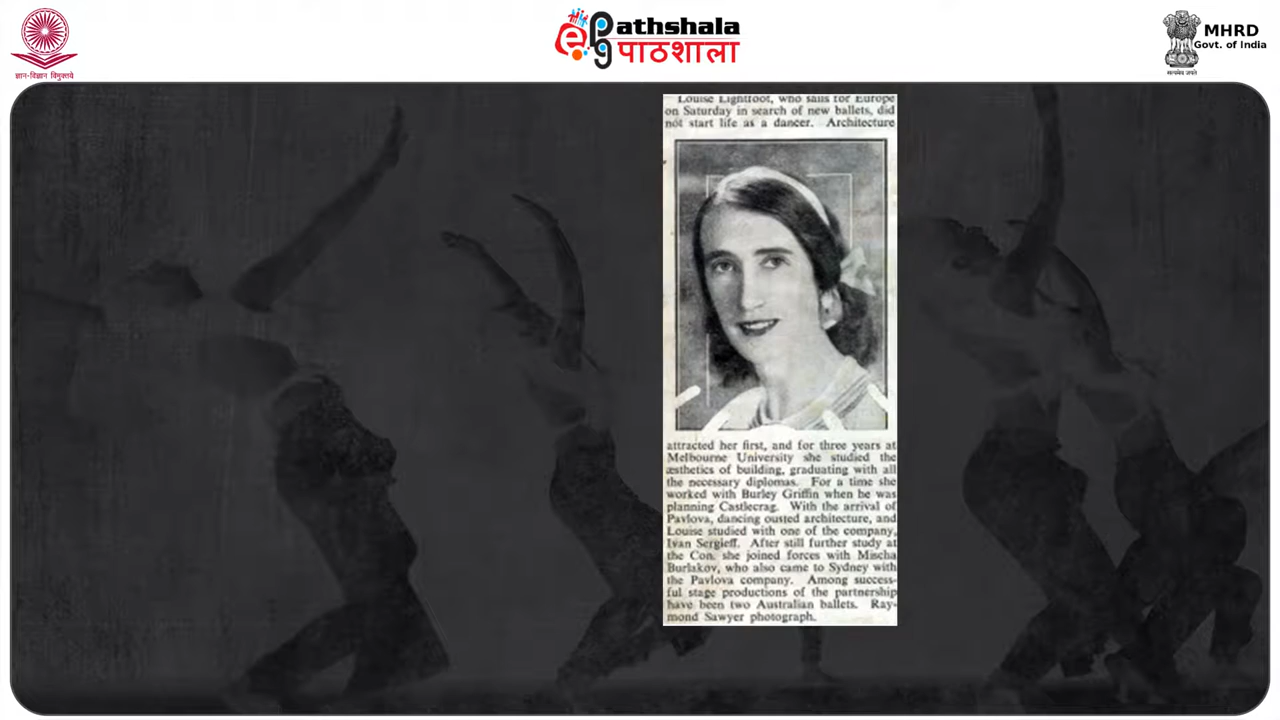 ज्ञान-विज्ञान विमुक्तये
ePg Pathshala
पाठशाला
MHRD
Govt. of India
सत्यमेव जयते
Louise Lightfoot, who sails for Europe
on Saturday in search of new ballets, did
not start life as a dancer. Architecture
attracted her first, and for three years at
Melbourne University she studied the
æsthetics of building, graduating with all
the necessary diplomas. For a time she
worked with Burley Griffin when he was
planning Castlecrag. With the arrival of
Pavlova, dancing ousted architecture, and
Louise studied with one of the company,
Ivan Sergieff. After still further study at
the Con. she joined forces with Mischa
Burlakov, who also came to Sydney with
the Pavlova company. Among success-
ful stage productions of the partnership
have been two Australian ballets. Ray-
mond Sawyer photograph.